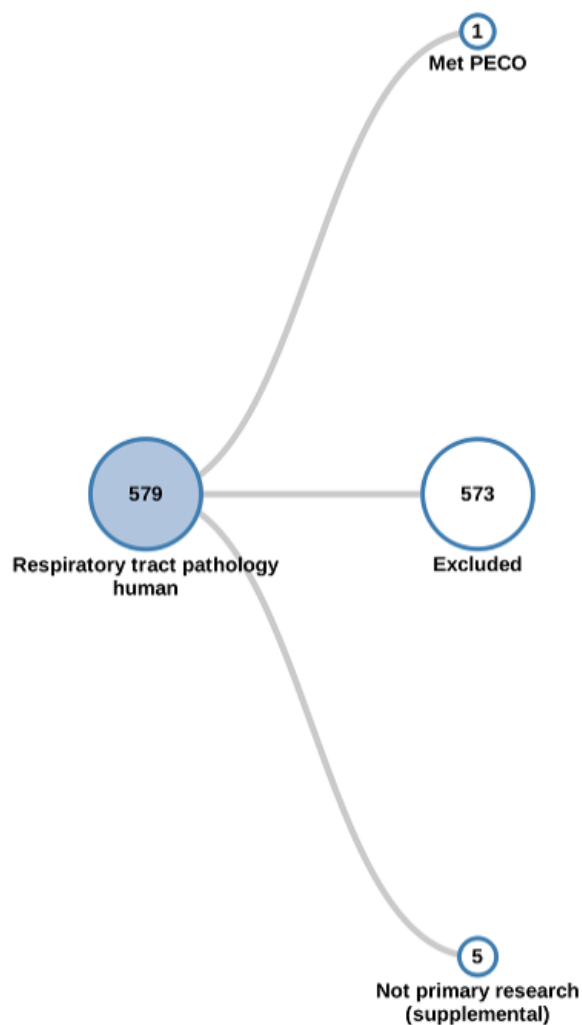 1
Met PECO
579
Respiratory tract pathology
human
573
Excluded
5
Not primary research
(supplemental)